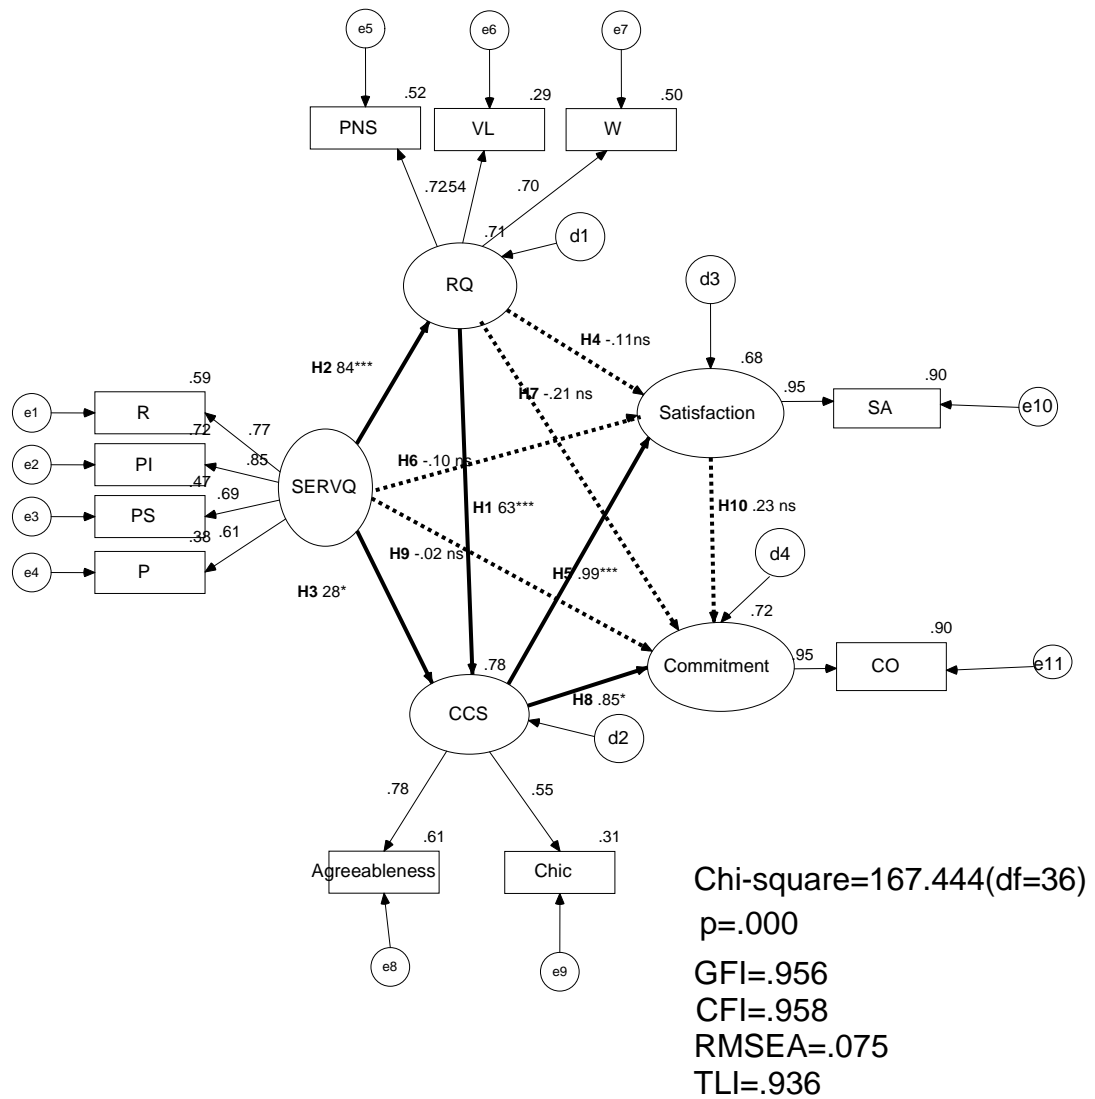 e5
e6
e7
.52
.29
.50
PNS
VL
W
.7254
.70
.71
d1
RQ
d3
H4 -.11ns
.68
H2 84***
H7 -.21 ns
.59
.95
.90
e1
R
Satisfaction
SA
e10
.77
.72
e2
PI
.85
H6 -.10 ns
.47
SERVQ
.69
e3
PS
H1 63***
H10 .23 ns
.38
.61
H9 -.02 ns
d4
e4
P
H5 .99***
H3 28*
.72
.90
.78
Commitment
.95
CO
e11
H8 .85*
CCS
d2
.78
.55
.61
.31
Agreeableness
Chic
e8
e9
Chi-square=167.444(df=36)
p=.000
GFI=.956
CFI=.958
RMSEA=.075
TLI=.936